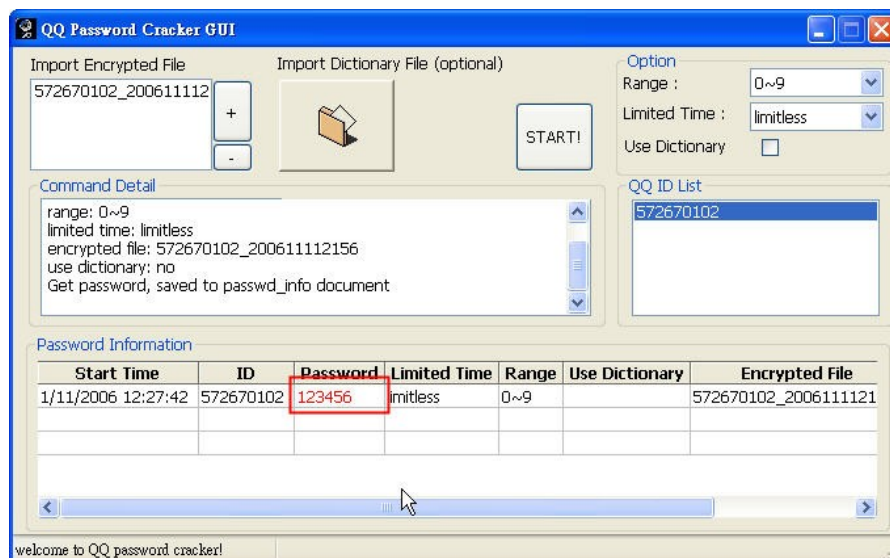 QQ Password Cracker GUI
Import Encrypted File
572670102_200611112
+
-
Import Dictionary File (optional)
START!
Option
Range :
0~9
Limited Time :
limitless
Use Dictionary
Command Detail
range: 0~9
limited time: limitless
encrypted file: 572670102_200611112156
use dictionary: no
Get password, saved to passwd_info document
QQ ID List
572670102
Password Information
Start Time ID Password Limited Time Range Use Dictionary Encrypted File
1/11/2006 12:27:42 572670102 123456 imitless 0~9 572670102_2006111121
welcome to QQ password cracker!